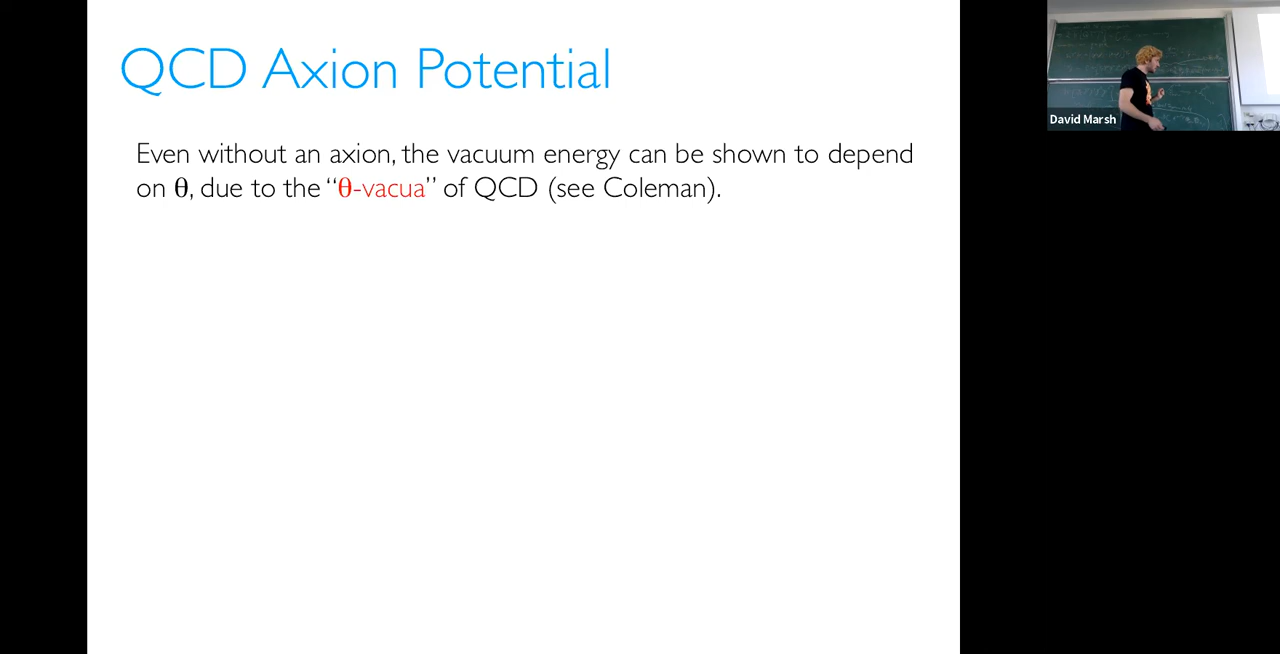 QCD Axion Potential
Even without an axion, the vacuum energy can be shown to depend
on θ, due to the “θ-vacua” of QCD (see Coleman).
David Marsh